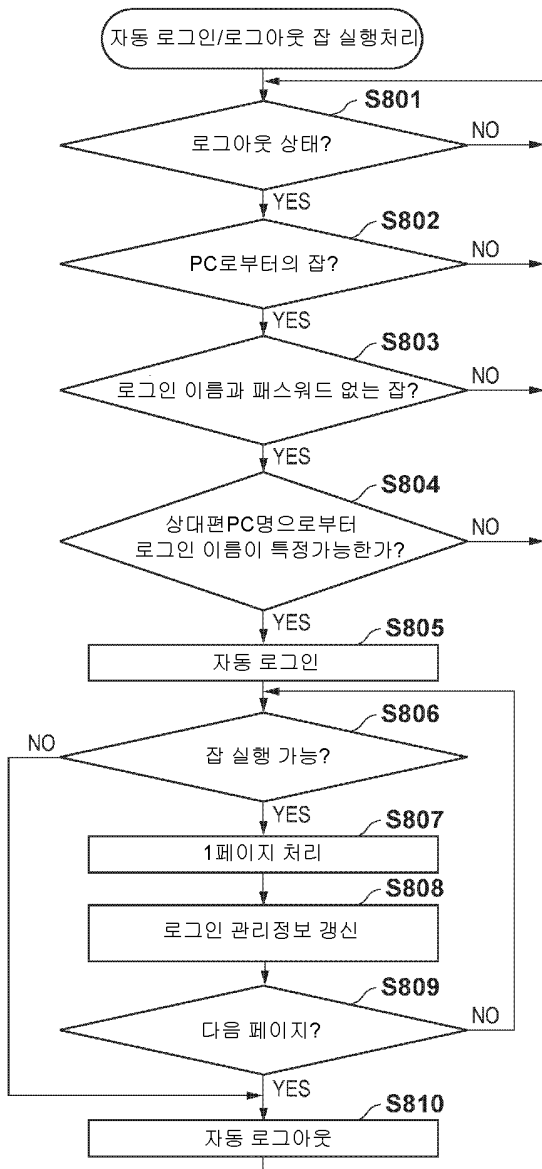 자동 로그인/로그아웃 잡 실행처리
S801
로그아웃 상태?
NO
YES
S802
PC로부터의 잡?
NO
YES
S803
로그인 이름과 패스워드 없는 잡?
NO
YES
S804
상대편PC명으로부터
로그인 이름이 특정가능한가?
NO
YES
S805
자동 로그인
S806
NO
잡 실행 가능?
YES
S807
1페이지 처리
S808
로그인 관리정보 갱신
S809
다음 페이지?
NO
YES
S810
자동 로그아웃